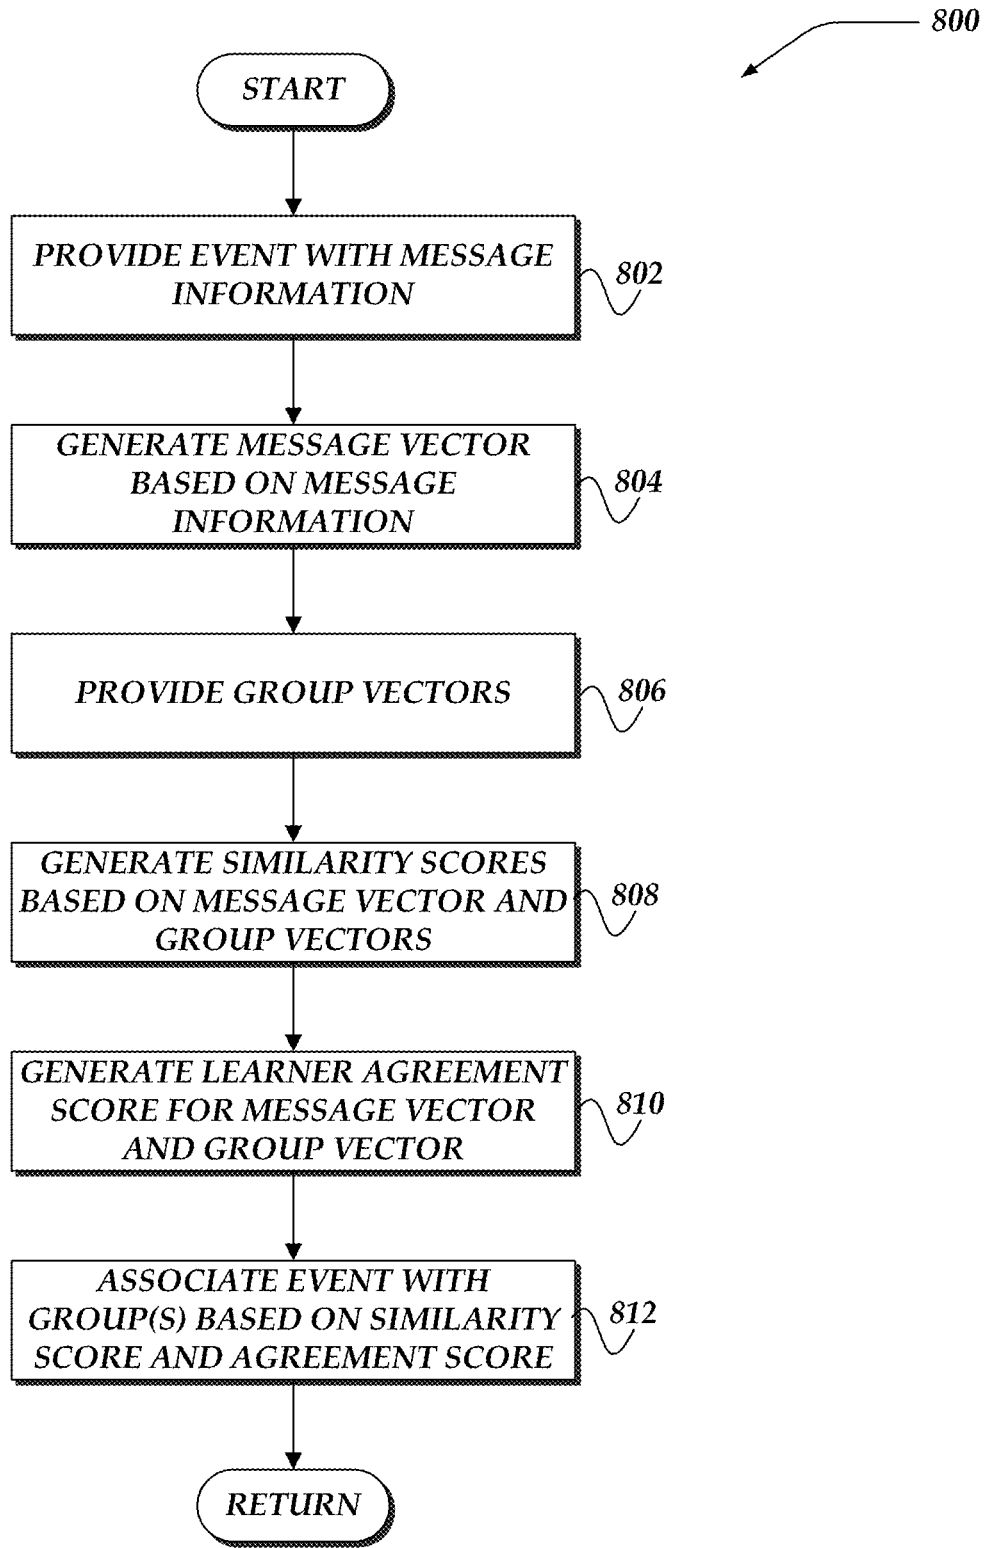 800
START
PROVIDE EVENT WITH MESSAGE
INFORMATION
802
GENERATE MESSAGE VECTOR
BASED ON MESSAGE
INFORMATION
804
PROVIDE GROUP VECTORS
806
GENERATE SIMILARITY SCORES
BASED ON MESSAGE VECTOR AND
GROUP VECTORS
808
GENERATE LEARNER AGREEMENT
SCORE FOR MESSAGE VECTOR
AND GROUP VECTOR
810
ASSOCIATE EVENT WITH
GROUP(S) BASED ON SIMILARITY
SCORE AND AGREEMENT SCORE
812
RETURN